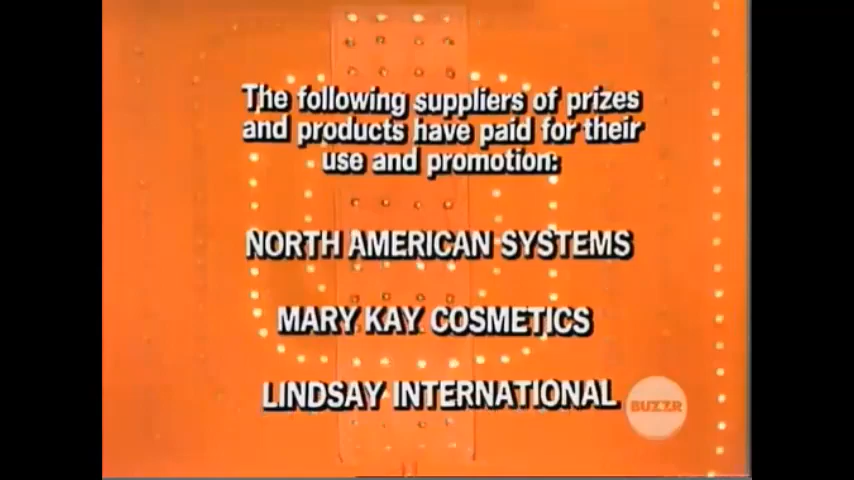 The following suppliers of prizes
and products have paid for their
use and promotion:
NORTH AMERICAN SYSTEMS
MARY KAY COSMETICS
LINDSAY INTERNATIONAL
BUZZR